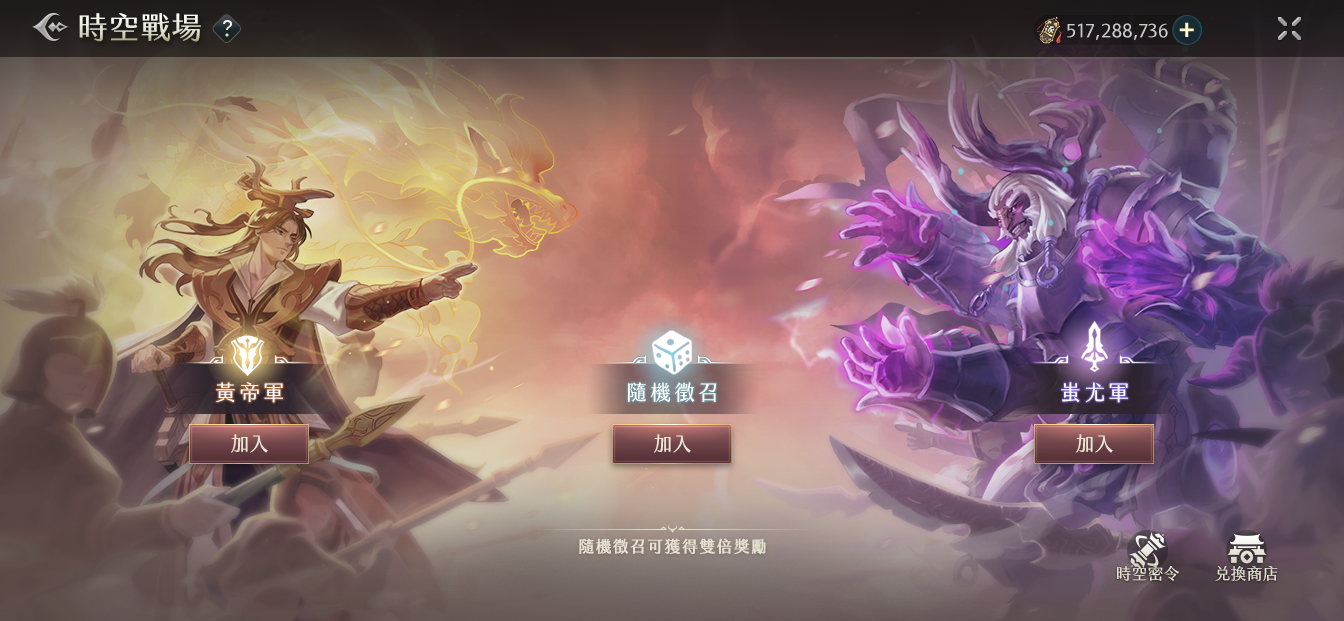 時空戰場
?
517,288,736
+
黃帝軍
隨機徵召
蚩尤軍
加入
加入
加入
隨機徵召可獲得雙倍獎勵
時空密令
兌換商店